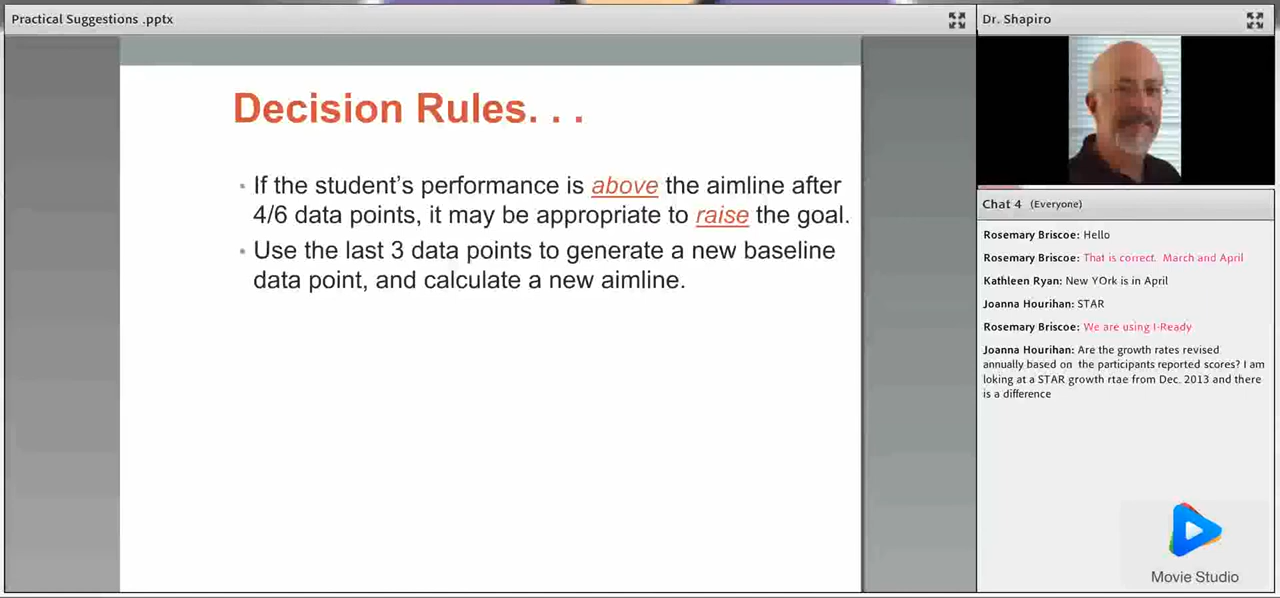 Practical Suggestions .pptx
Decision Rules. . .
• If the student's performance is above the aimline after
4/6 data points, it may be appropriate to raise the goal.
• Use the last 3 data points to generate a new baseline
data point, and calculate a new aimline.
Dr. Shapiro
Chat 4 (Everyone)
Rosemary Briscoe: Hello
Rosemary Briscoe: That is correct. March and April
Kathleen Ryan: New YOrk is in April
Joanna Hourihan: STAR
Rosemary Briscoe: We are using I-Ready
Joanna Hourihan: Are the growth rates revised
annually based on the participants reported scores? I am
loking at a STAR growth rtae from Dec. 2013 and there
is a difference
Movie Studio